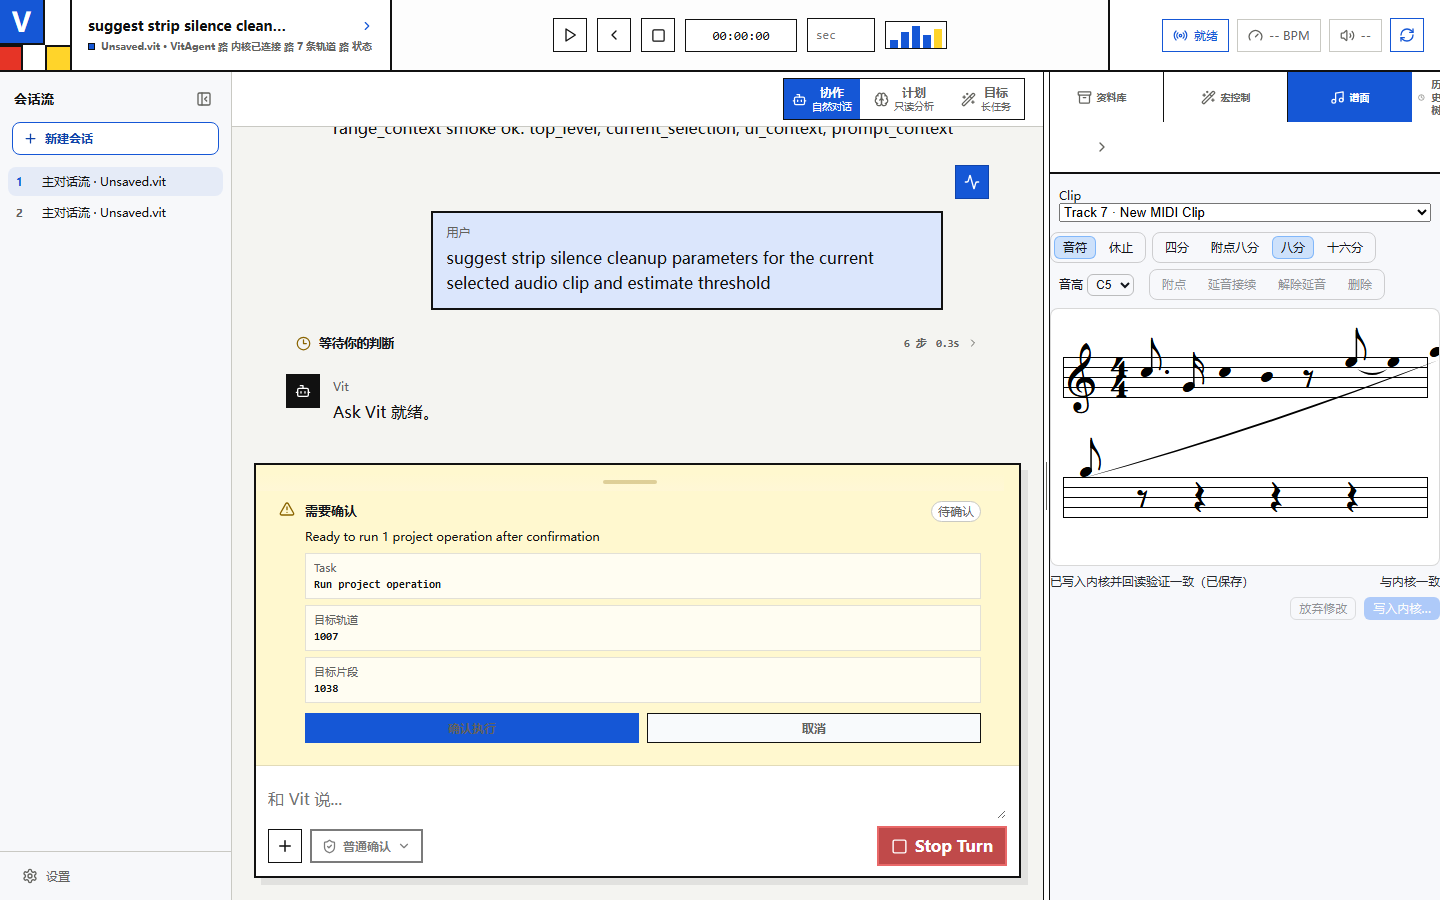 V
suggest strip silence clean...
Unsaved.vit • VitAgent 路 内核已连接 路 7 条轨道 路 状态
00:00:00
sec
就绪
-- BPM
--
会话流
新建会话
1 主对话流 · Unsaved.vit
2 主对话流 · Unsaved.vit
设置
协作
自然对话
计划
只读分析
目标
长任务
range_context smoke ok: top_level, current_selection, ui_context, prompt_context
用户
suggest strip silence cleanup parameters for the current
selected audio clip and estimate threshold
等待你的判断
6 步 0.3s
Vit
Ask Vit 就绪。
需要确认
待确认
Ready to run 1 project operation after confirmation
Task
Run project operation
目标轨道
1007
目标片段
1038
确认执行
取消
和 Vit 说...
普通确认
Stop Turn
资料库
宏控制
谱面
历史树
Clip
Track 7 · New MIDI Clip
音符 休止 四分 附点八分 八分 十六分
音高 C5 附点 延音接续 解除延音 删除
已写入内核并回读验证一致（已保存） 与内核一致
放弃修改 写入内核...